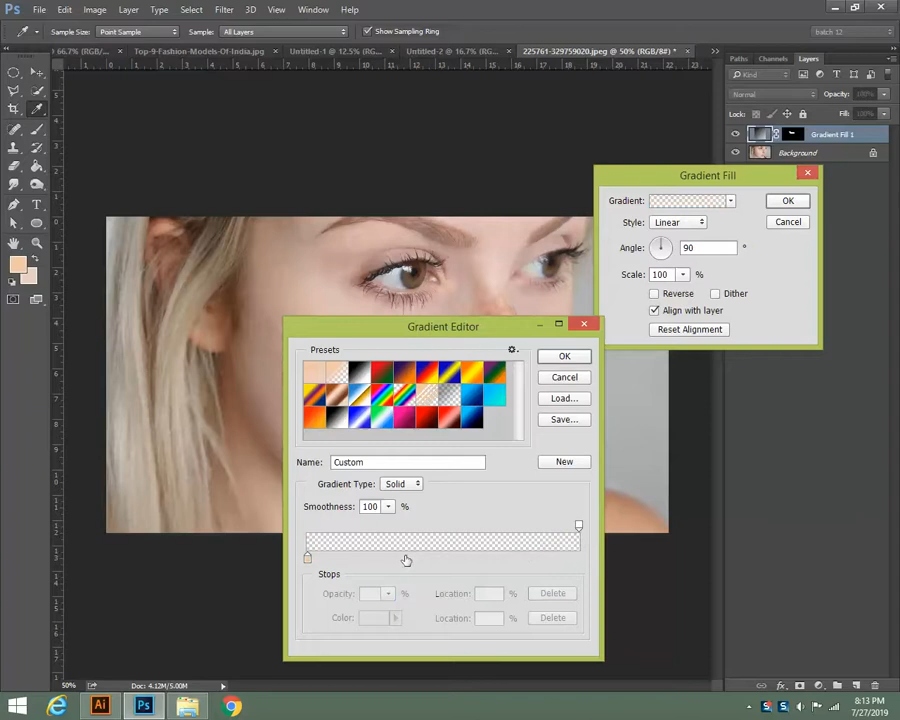 Ps File Edit Image Layer Type Select Filter 3D View Window Help
Sample Size: Point Sample Sample: All Layers Show Sampling Ring
66.7% (RGB/... × Top-9-Fashion-Models-Of-India.jpg × Untitled-1 @ 12.5% (RGB/... × Untitled-2 @ 16.7% (RGB/... × 225761-329759020.jpeg @ 50% (RGB/8#) * ×
batch 12
Paths Channels Layers
Kind
Normal Opacity: 100%
Lock: Fill: 100%
Gradient Fill 1
Background
Gradient Fill
Gradient:
OK
Style: Linear
Cancel
Angle: 90 °
Scale: 100 %
Reverse Dither
Align with layer
Reset Alignment
Gradient Editor
Presets
OK
Cancel
Load...
Save...
Name: Custom
New
Gradient Type: Solid
Smoothness: 100 %
Stops
Opacity: % Location: % Delete
Color: Location: % Delete
50% Doc: 4.12M/5.00M
Ai Ps
8:13 PM
7/27/2019